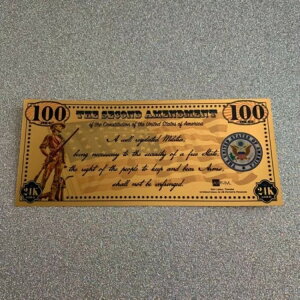 100 THE SECOND AMENDMENT 100
of the Constitution of the United States of America
A well regulated Militia,
being necessary to the security of a free State,
the right of the people to keep and bear Arms,
shall not be infringed.
24K 24K